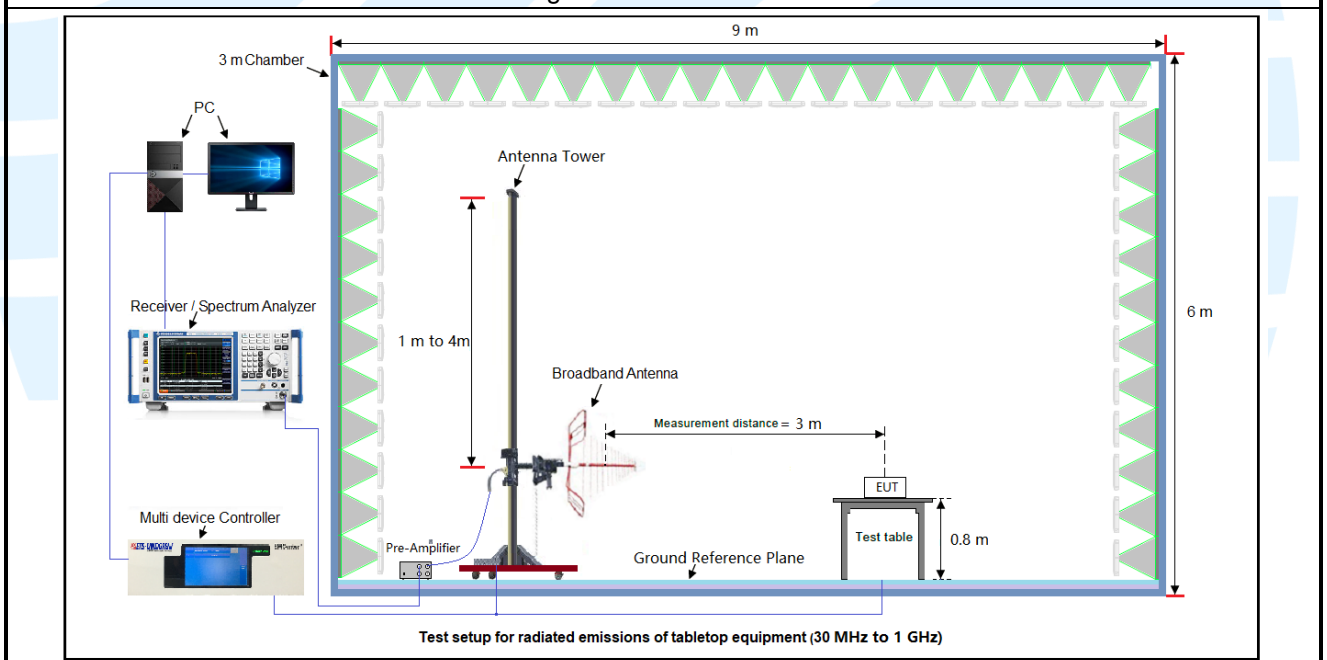 9 m
3 m Chamber
PC
Antenna Tower
Receiver / Spectrum Analyzer
6 m
1 m to 4m
Broadband Antenna
Measurement distance = 3 m
EUT
Multi device Controller
Pre-Amplifier
Test table
0.8 m
Ground Reference Plane
Test setup for radiated emissions of tabletop equipment (30 MHz to 1 GHz)